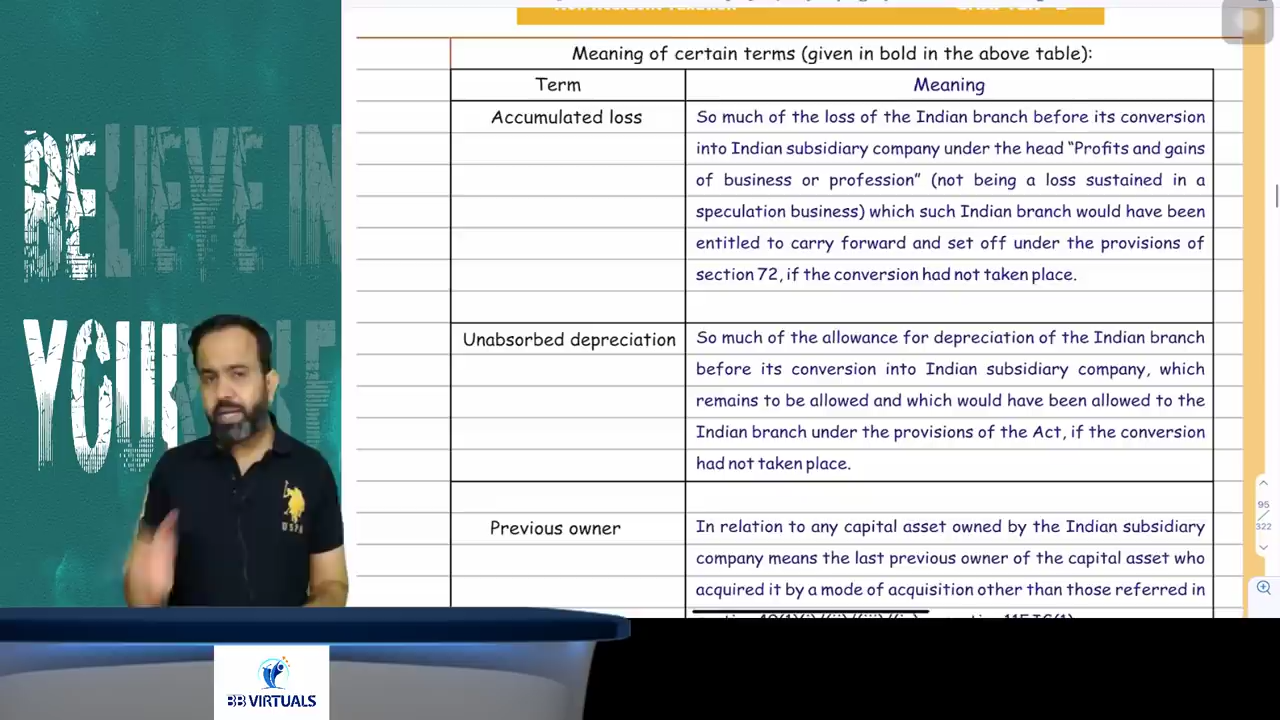 BELIEVE IN
YOUR
USPA
BB VIRTUALS
Meaning of certain terms (given in bold in the above table):
Term
Meaning
Accumulated loss
So much of the loss of the Indian branch before its conversion
into Indian subsidiary company under the head “Profits and gains
of business or profession” (not being a loss sustained in a
speculation business) which such Indian branch would have been
entitled to carry forward and set off under the provisions of
section 72, if the conversion had not taken place.
Unabsorbed depreciation
So much of the allowance for depreciation of the Indian branch
before its conversion into Indian subsidiary company, which
remains to be allowed and which would have been allowed to the
Indian branch under the provisions of the Act, if the conversion
had not taken place.
Previous owner
In relation to any capital asset owned by the Indian subsidiary
company means the last previous owner of the capital asset who
acquired it by a mode of acquisition other than those referred in
95
322